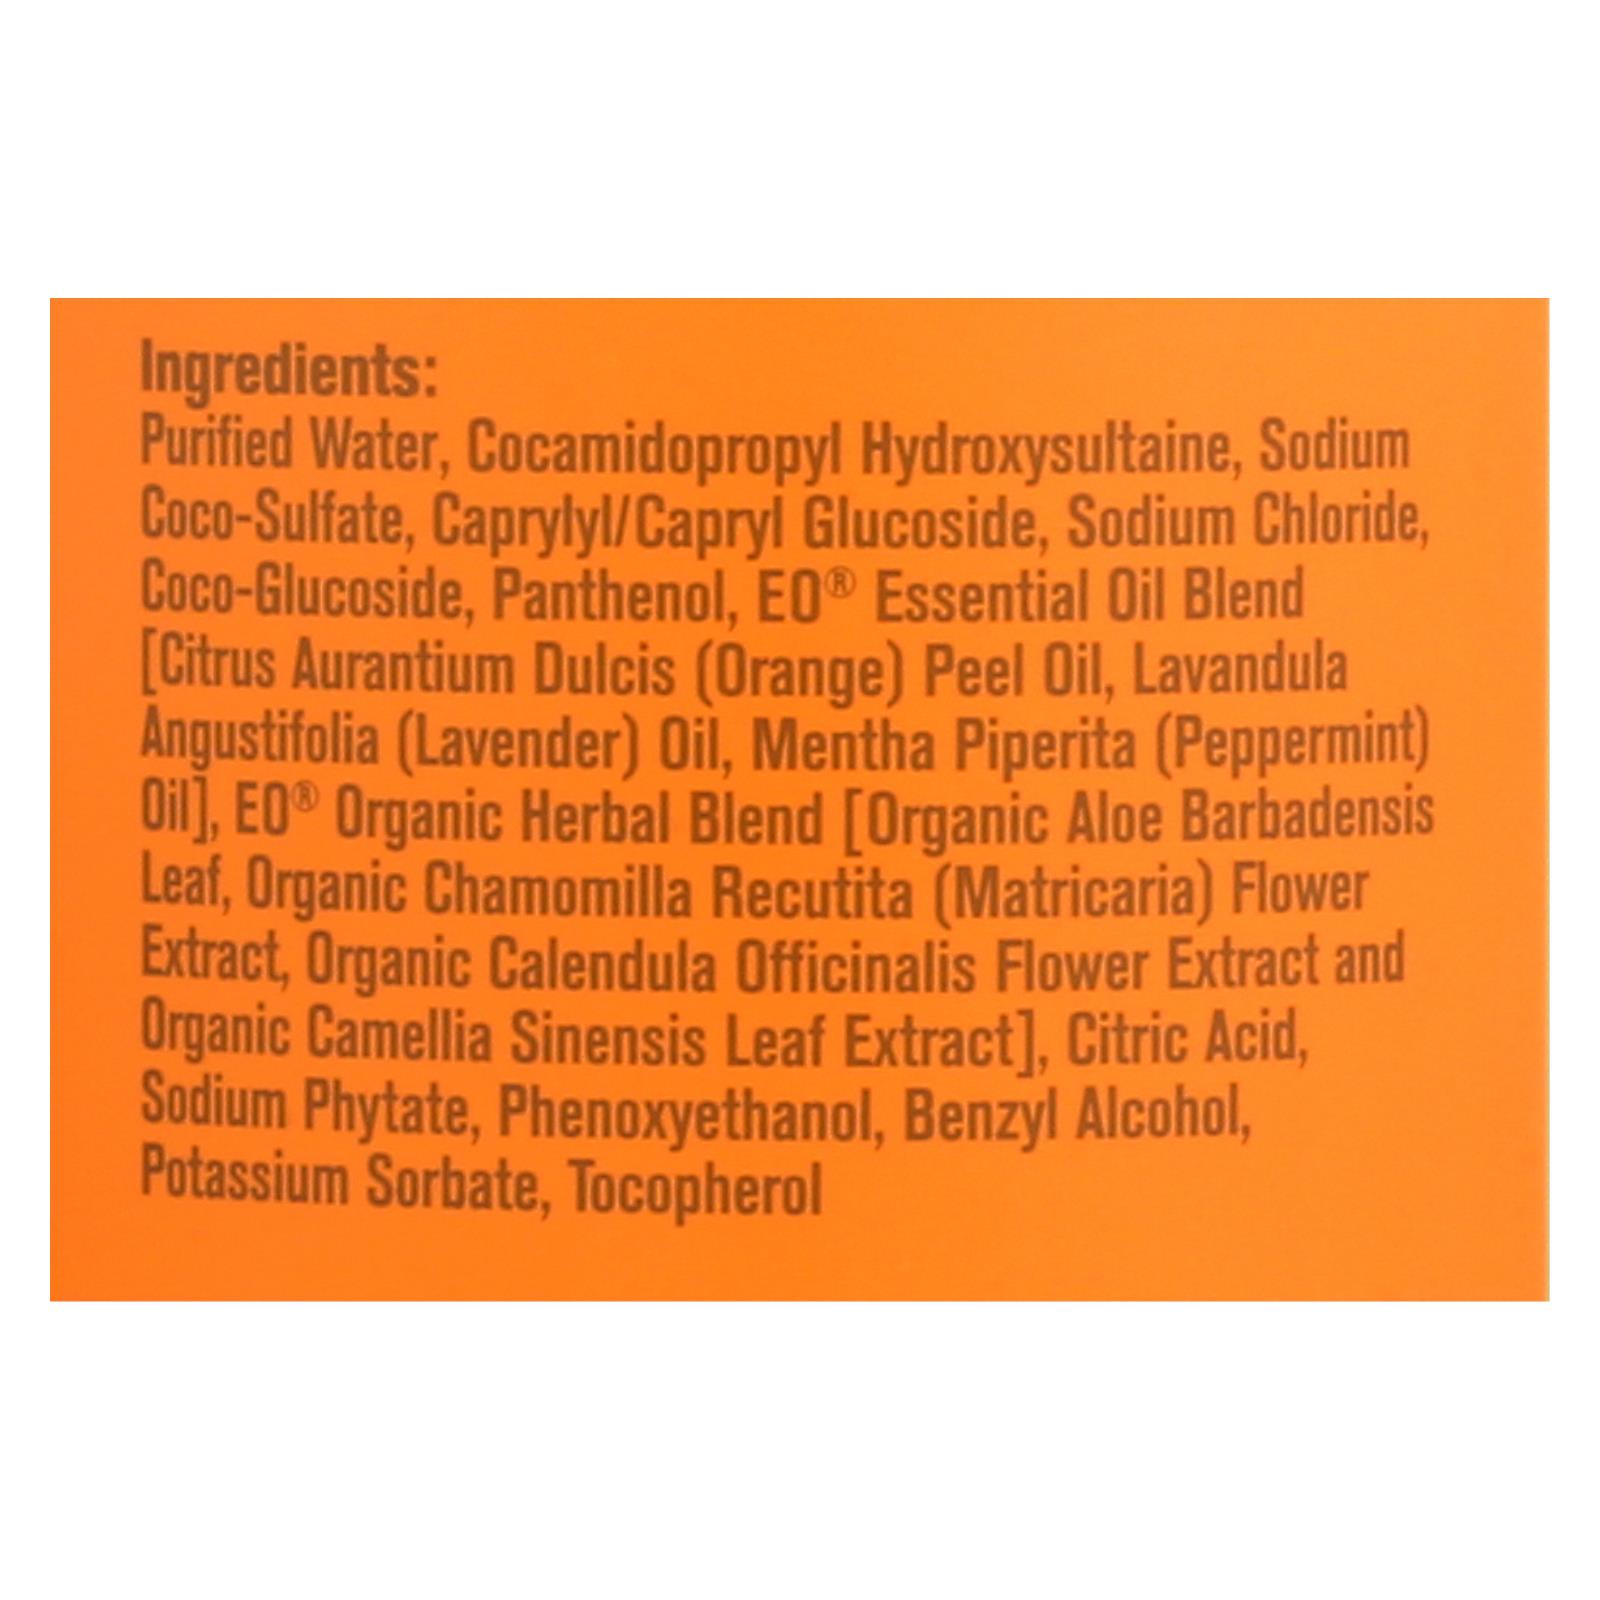 Ingredients:
Purified Water, Cocamidopropyl Hydroxysultaine, Sodium
Coco-Sulfate, Caprylyl/Capryl Glucoside, Sodium Chloride,
Coco-Glucoside, Panthenol, EO® Essential Oil Blend
[Citrus Aurantium Dulcis (Orange) Peel Oil, Lavandula
Angustifolia (Lavender) Oil, Mentha Piperita (Peppermint)
Oil], EO® Organic Herbal Blend [Organic Aloe Barbadensis
Leaf, Organic Chamomilla Recutita (Matricaria) Flower
Extract, Organic Calendula Officinalis Flower Extract and
Organic Camellia Sinensis Leaf Extract], Citric Acid,
Sodium Phytate, Phenoxyethanol, Benzyl Alcohol,
Potassium Sorbate, Tocopherol